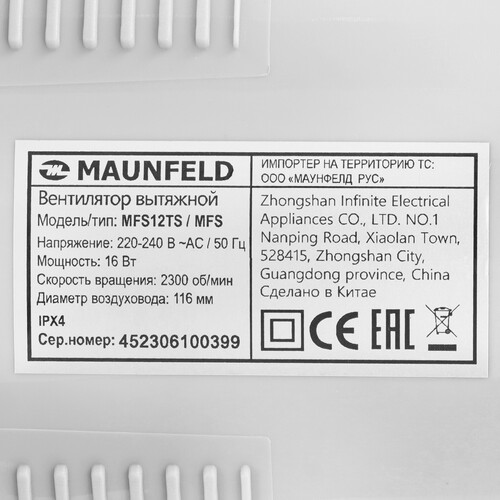 MAUNFELD
Вентилятор вытяжной
Модель/тип: MFS12TS / MFS
Напряжение: 220-240 В ~AC / 50 Гц
Мощность: 16 Вт
Скорость вращения: 2300 об/мин
Диаметр воздуховода: 116 мм
IPX4
Сер.номер: 452306100399
ИМПОРТЕР НА ТЕРРИТОРИЮ ТС:
ООО «МАУНФЕЛД РУС»
Zhongshan Infinite Electrical
Appliances CO., LTD. NO.1
Nanping Road, Xiaolan Town,
528415, Zhongshan City,
Guangdong province, China
Сделано в Китае
CE EAC